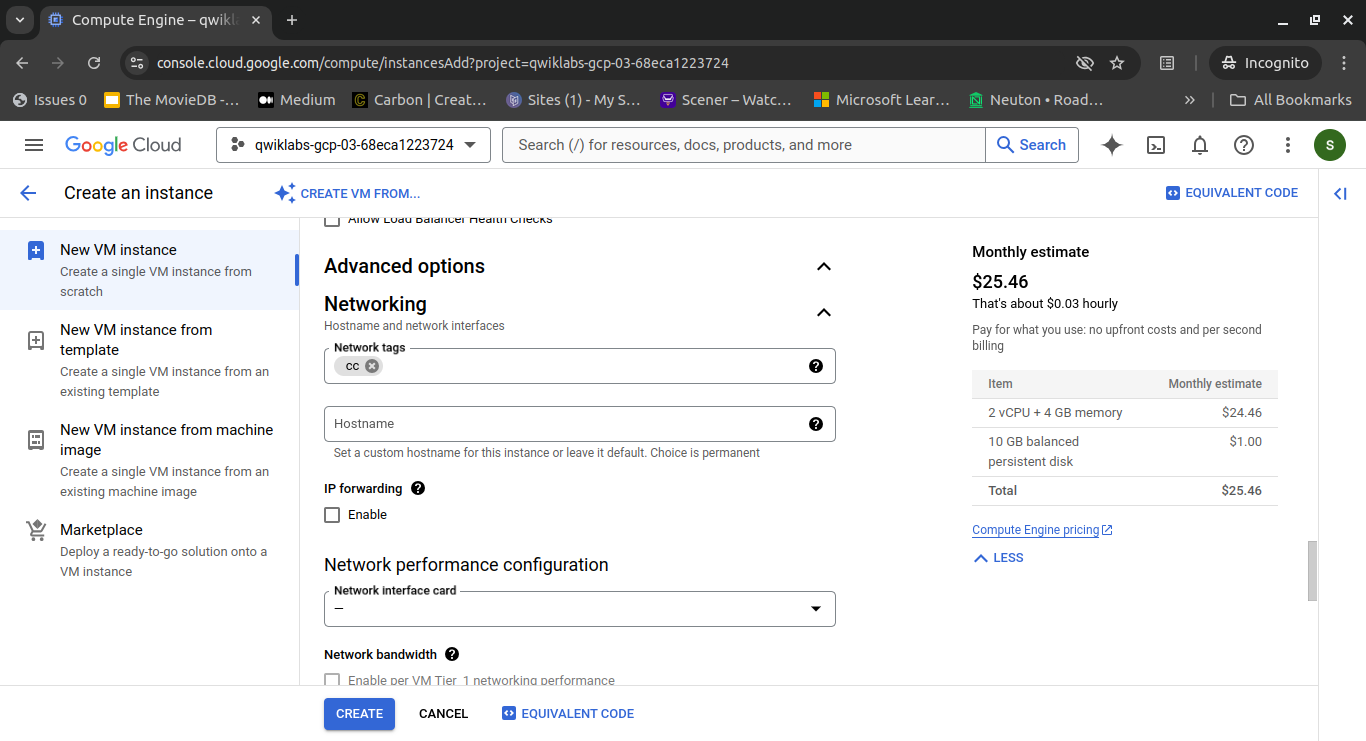 Compute Engine – qwikla
console.cloud.google.com/compute/instancesAdd?project=qwiklabs-gcp-03-68eca1223724
Incognito
Issues 0
The MovieDB -...
Medium
Carbon | Creat...
Sites (1) - My S...
Scener – Watc...
Microsoft Lear...
Neuton • Road...
»
All Bookmarks
Google Cloud
qwiklabs-gcp-03-68eca1223724
Search (/) for resources, docs, products, and more
Search
S
Create an instance
CREATE VM FROM...
EQUIVALENT CODE
New VM instance
Create a single VM instance from
scratch
New VM instance from
template
Create a single VM instance from an
existing template
New VM instance from machine
image
Create a single VM instance from an
existing machine image
Marketplace
Deploy a ready-to-go solution onto a
VM instance
Allow Load Balancer Health Checks
Advanced options
Networking
Hostname and network interfaces
Network tags
cc
Hostname
Set a custom hostname for this instance or leave it default. Choice is permanent
IP forwarding
Enable
Network performance configuration
Network interface card
—
Network bandwidth
Enable per VM Tier_1 networking performance
CREATE
CANCEL
EQUIVALENT CODE
Monthly estimate
$25.46
That's about $0.03 hourly
Pay for what you use: no upfront costs and per second
billing
Item Monthly estimate
2 vCPU + 4 GB memory $24.46
10 GB balanced $1.00
persistent disk
Total $25.46
Compute Engine pricing
LESS